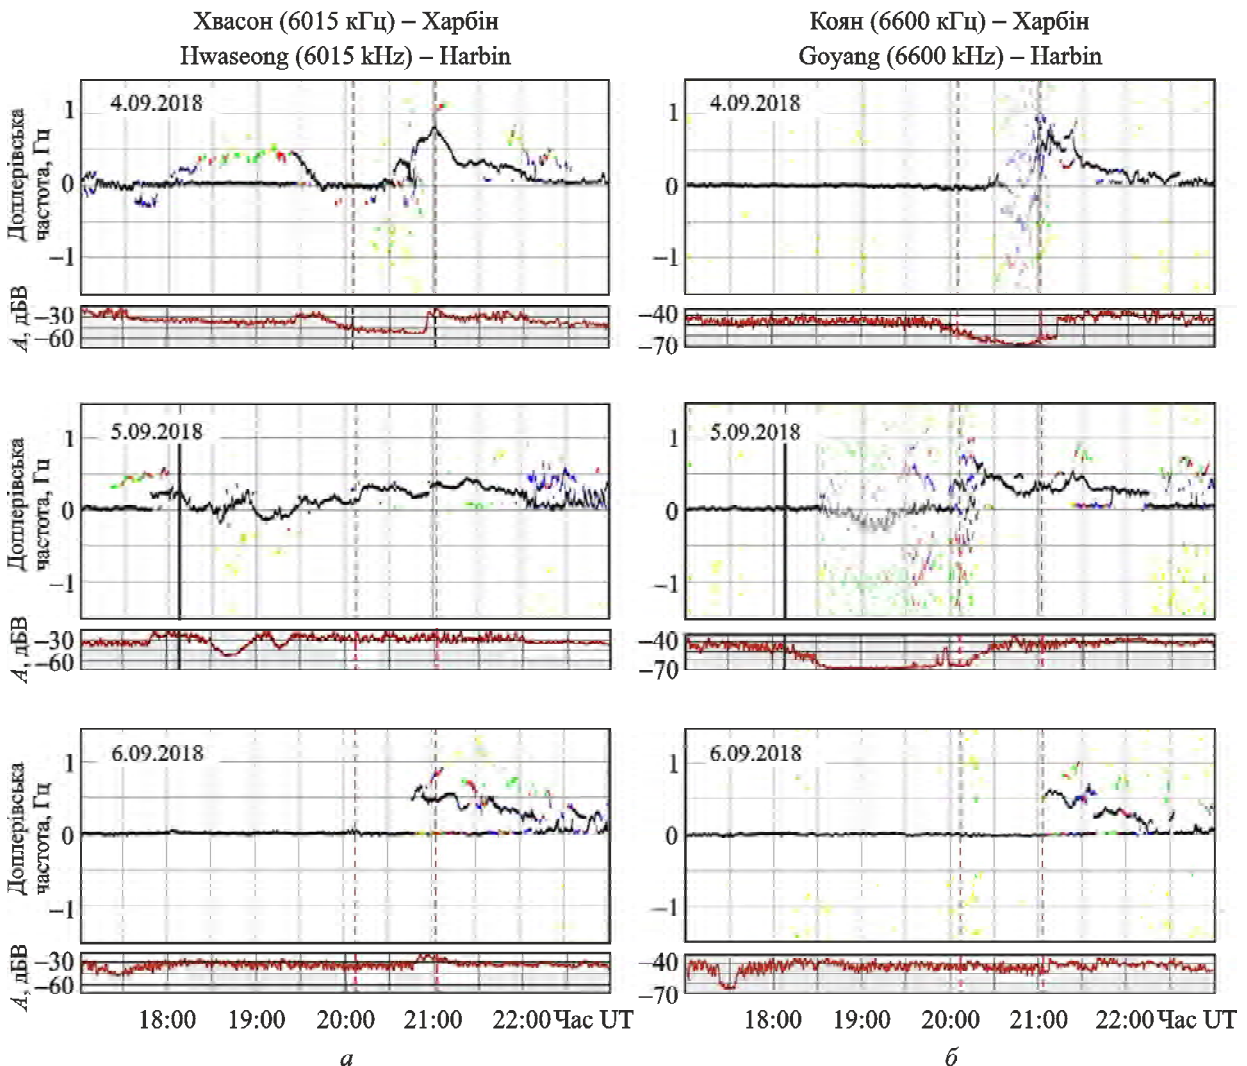 Хвасон (6015 кГц) – Харбін
Hwaseong (6015 kHz) – Harbin
Коян (6600 кГц) – Харбін
Goyang (6600 kHz) – Harbin
Доплерівська
частота, Гц
1
0
–1
4.09.2018
1
0
–1
4.09.2018
А, дБВ
–30
–60
–40
–70
Доплерівська
частота, Гц
1
0
–1
5.09.2018
1
0
–1
5.09.2018
А, дБВ
–30
–60
–40
–70
Доплерівська
частота, Гц
1
0
–1
6.09.2018
1
0
–1
6.09.2018
А, дБВ
–30
–60
–40
–70
18:00 19:00 20:00 21:00 22:00 Час UT
18:00 19:00 20:00 21:00 22:00 Час UT
а
б